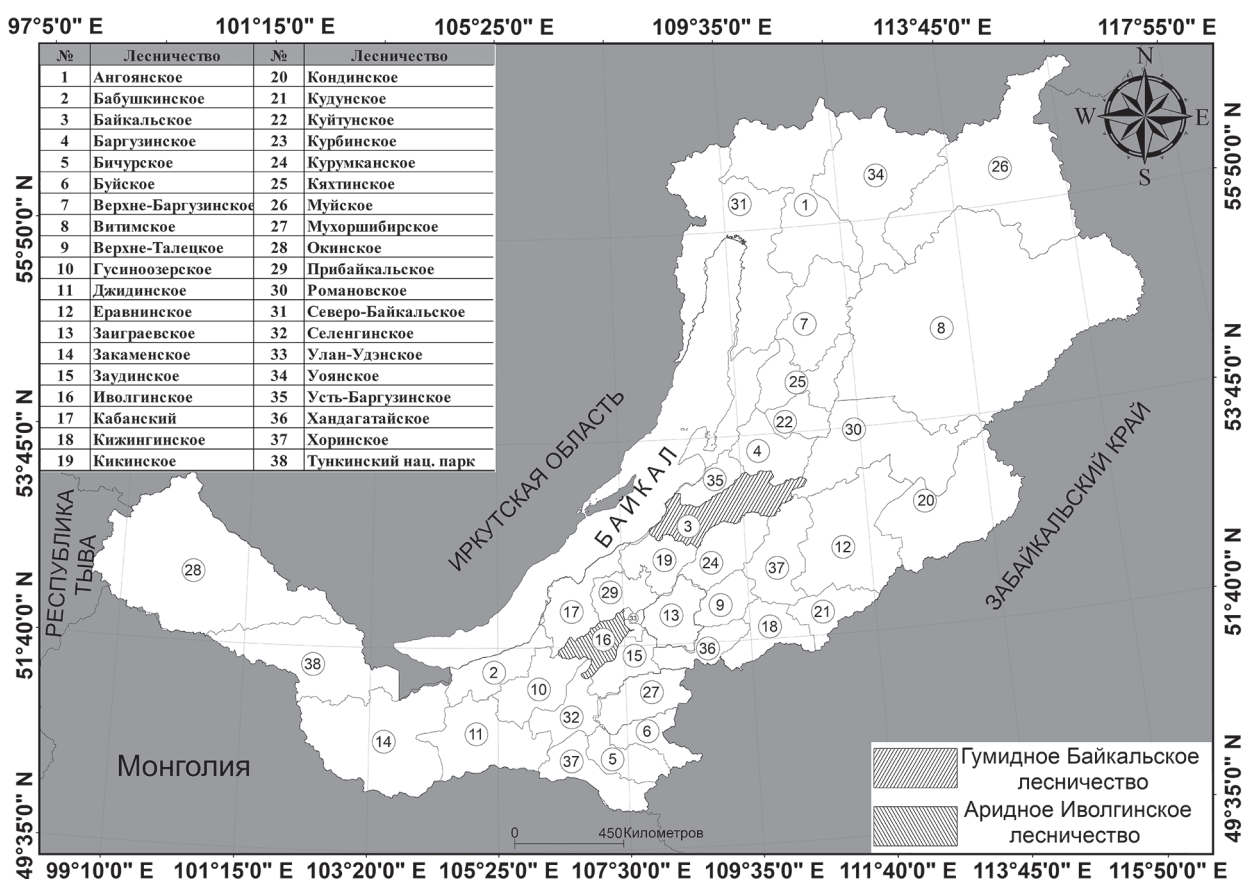 97°5'0" E 101°15'0" E 105°25'0" E 109°35'0" E 113°45'0" E 117°55'0" E
№ Лесничество № Лесничество
1 Ангоянское 20 Кондинское
2 Бабушкинское 21 Кудунское
3 Байкальское 22 Куйтунское
4 Баргузинское 23 Курбинское
5 Бичурское 24 Курумканское
6 Буйское 25 Кяхтинское
7 Верхне-Баргузинское 26 Муйское
8 Витимское 27 Мухоршибирское
9 Верхне-Талецкое 28 Окинское
10 Гусиноозерское 29 Прибайкальское
11 Джидинское 30 Романовское
12 Еравнинское 31 Северо-Байкальское
13 Заиграевское 32 Селенгинское
14 Закаменское 33 Улан-Удэнское
15 Заудинское 34 Уоянское
16 Иволгинское 35 Усть-Баргузинское
17 Кабанский 36 Хандагатайское
18 Кижингинское 37 Хоринское
19 Кикинское 38 Тункинский нац. парк
N
W E
S
55°50'0" N
53°45'0" N
51°40'0" N
49°35'0" N
55°50'0" N
53°45'0" N
51°40'0" N
49°35'0" N
26
34
31 1
7 8
25
22 30
4
35
20
3
12
19 24 37
28
29
17 13 9 21
33
18
16
36
15
38
2
10 27
32
6
11
14
37 5
ИРКУТСКАЯ ОБЛАСТЬ
БАЙКАЛ
ЗАБАЙКАЛЬСКИЙ КРАЙ
РЕСПУБЛИКА
ТЫВА
Монголия
0 450 Километров
Гумидное Байкальское
лесничество
Аридное Иволгинское
лесничество
99°10'0" E 101°15'0" E 103°20'0" E 105°25'0" E 107°30'0" E 109°35'0" E 111°40'0" E 113°45'0" E 115°50'0" E